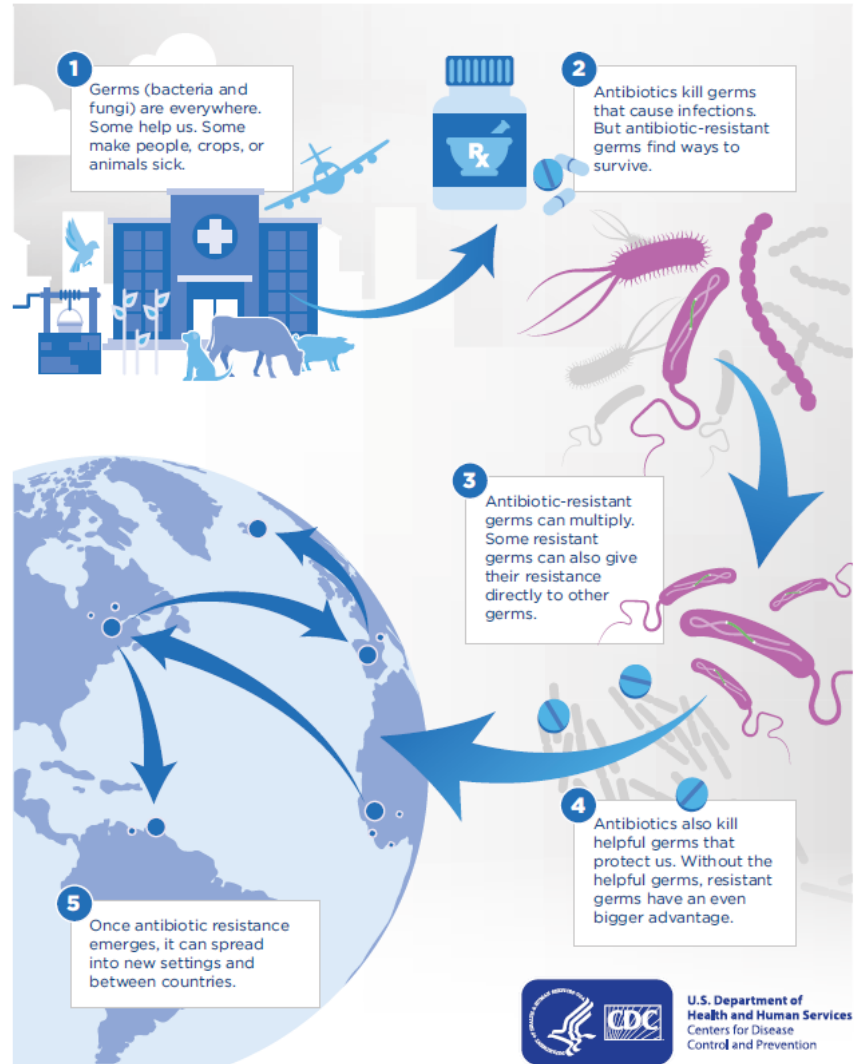 1
Germs (bacteria and
fungi) are everywhere.
Some help us. Some
make people, crops, or
animals sick.
Rx
2
Antibiotics kill germs
that cause infections.
But antibiotic-resistant
germs find ways to
survive.
3
Antibiotic-resistant
germs can multiply.
Some resistant
germs can also give
their resistance
directly to other
germs.
4
Antibiotics also kill
helpful germs that
protect us. Without the
helpful germs, resistant
germs have an even
bigger advantage.
5
Once antibiotic resistance
emerges, it can spread
into new settings and
between countries.
CDC
U.S. Department of
Health and Human Services
Centers for Disease
Control and Prevention